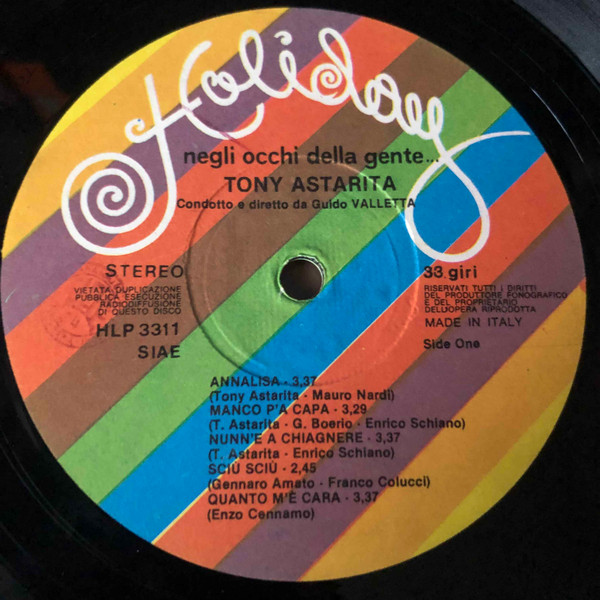 Holiday
negli occhi della gente...
TONY ASTARITA
Condotto e diretto da Guido VALLETTA
STEREO
VIETATA DUPLICAZIONE
PUBBLICA ESECUZIONE
RADIODIFFUSIONE
DI QUESTO DISCO
HLP 3311
SIAE
33 giri
RISERVATI TUTTI I DIRITTI
DEL PRODUTTORE FONOGRAFICO
E DEL PROPRIETARIO
DELL'OPERA RIPRODOTTA
MADE IN ITALY
Side One
ANNALISA - 3,37
(Tony Astarita - Mauro Nardi)
MANCO P'A CAPA - 3,29
(T. Astarita - G. Boerio - Enrico Schiano)
NUNN'E A CHIAGNERE - 3,37
(T. Astarita - Enrico Schiano)
SCIÙ SCIÙ - 2,45
(Gennaro Amato - Franco Colucci)
QUANTO M'È CARA - 3,37
(Enzo Cennamo)